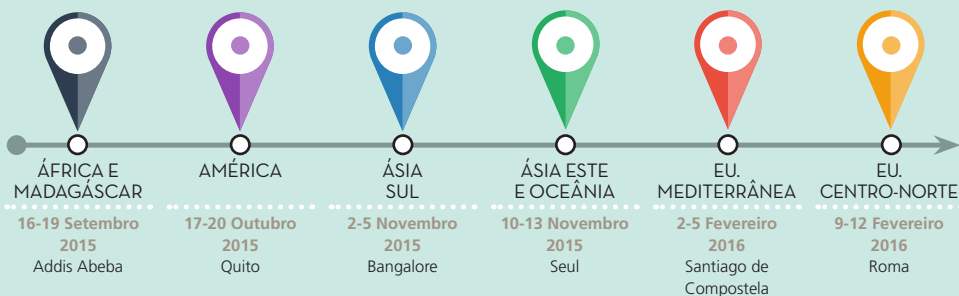 ÁFRICA E
MADAGÁSCAR
16-19 Setembro
2015
Addis Abeba
AMÉRICA
17-20 Outubro
2015
Quito
ÁSIA
SUL
2-5 Novembro
2015
Bangalore
ÁSIA ESTE
E OCEÂNIA
10-13 Novembro
2015
Seul
EU.
MEDITERRÂNEA
2-5 Fevereiro
2016
Santiago de
Compostela
EU.
CENTRO-NORTE
9-12 Fevereiro
2016
Roma